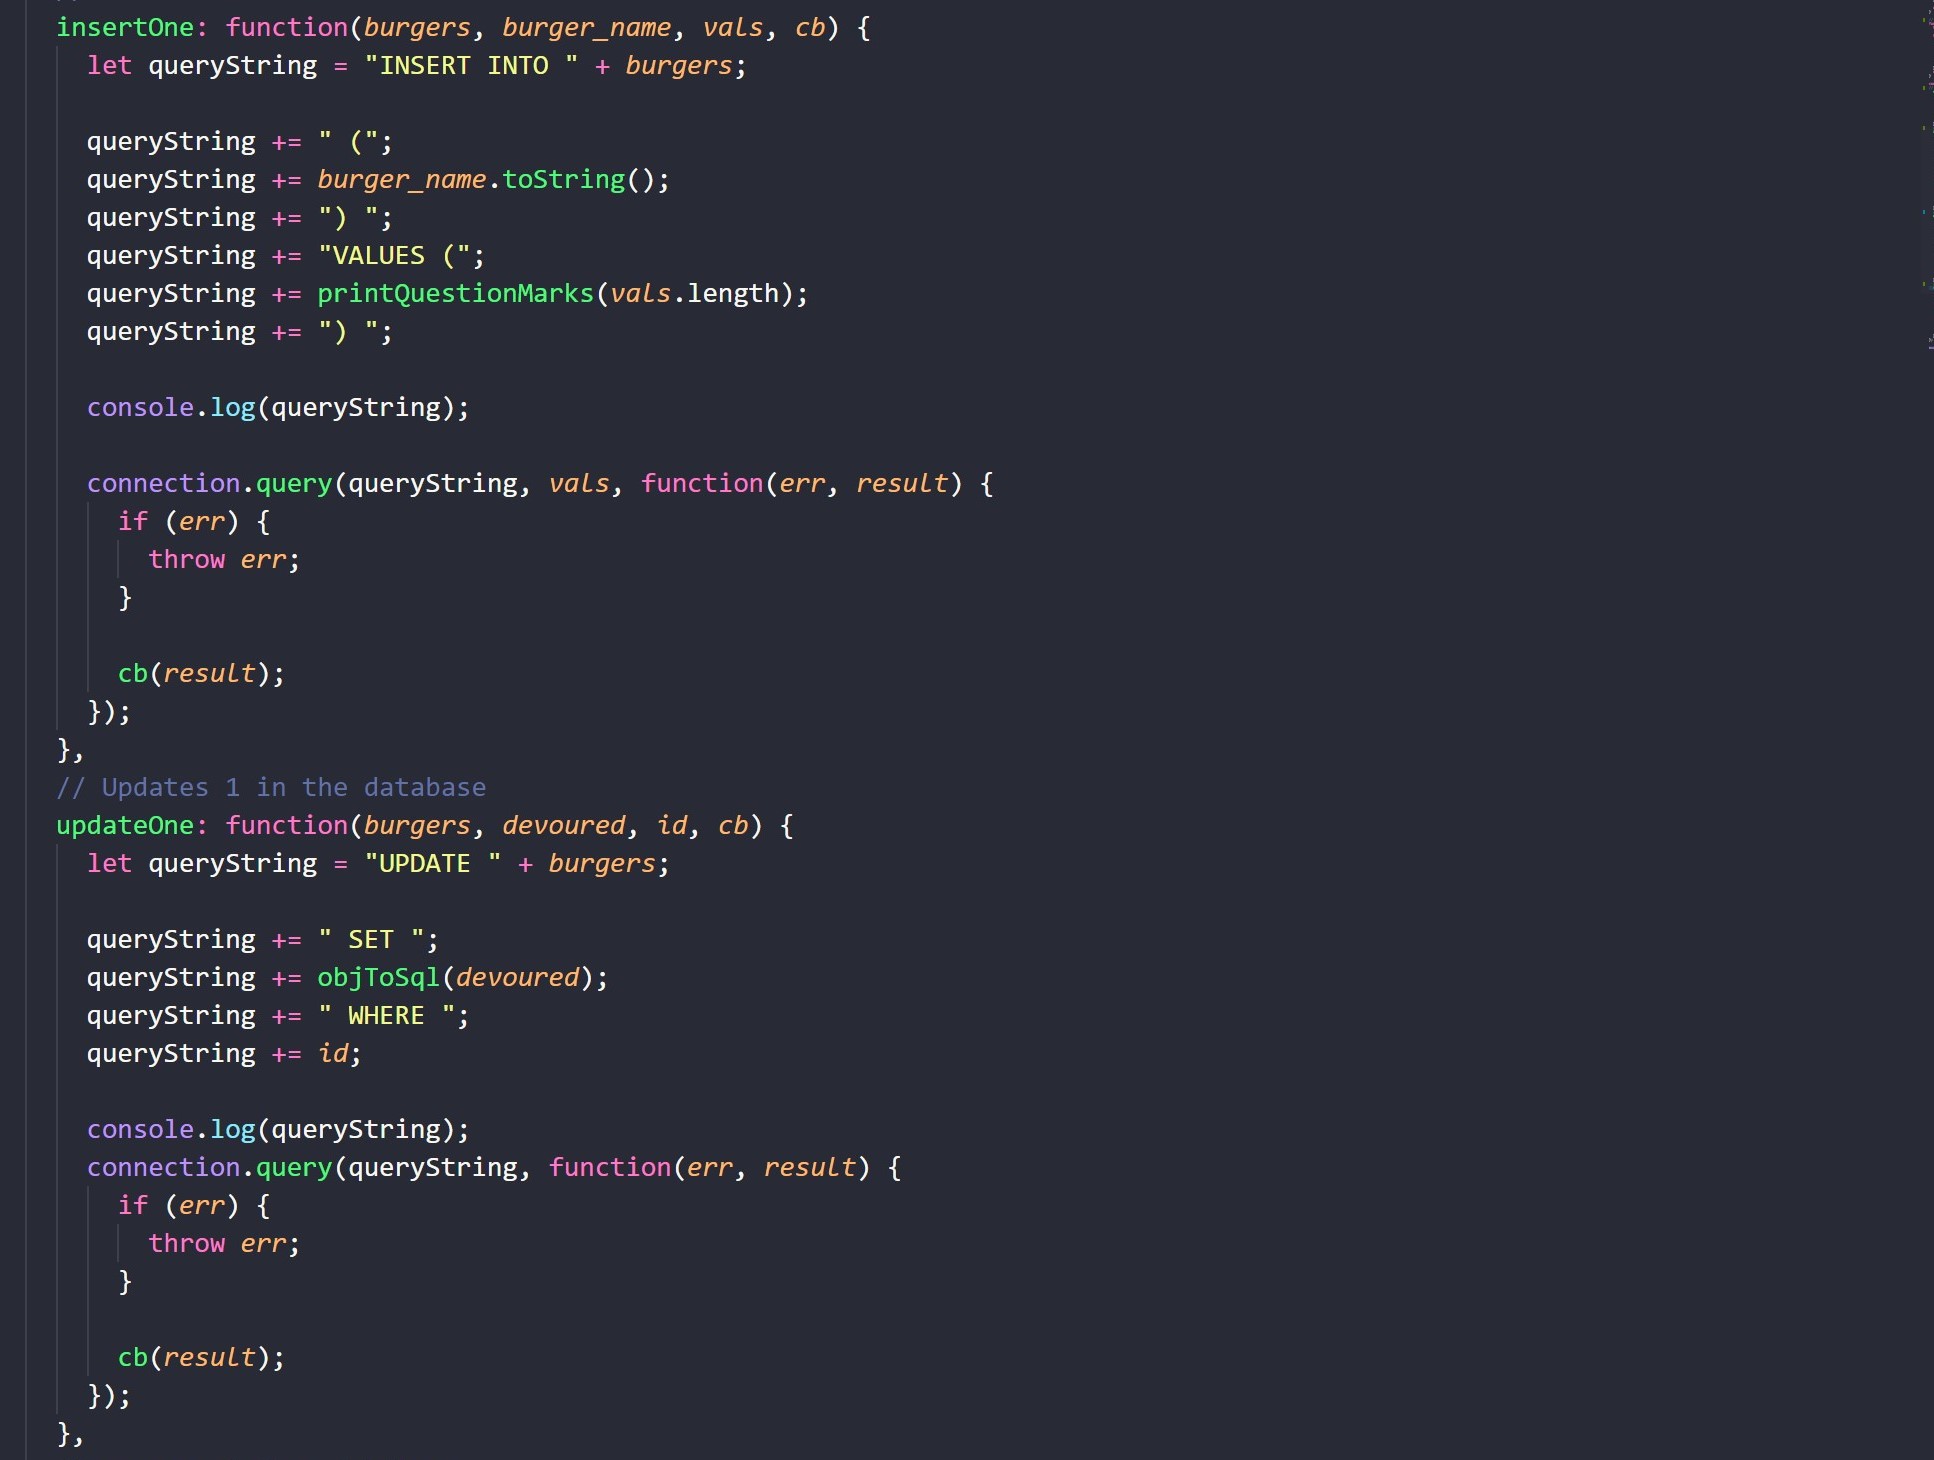 insertOne: function(burgers, burger_name, vals, cb) {
let queryString = "INSERT INTO " + burgers;
queryString += " (";
queryString += burger_name.toString();
queryString += ") ";
queryString += "VALUES (";
queryString += printQuestionMarks(vals.length);
queryString += ") ";
console.log(queryString);
connection.query(queryString, vals, function(err, result) {
if (err) {
throw err;
}
cb(result);
});
},
// Updates 1 in the database
updateOne: function(burgers, devoured, id, cb) {
let queryString = "UPDATE " + burgers;
queryString += " SET ";
queryString += objToSql(devoured);
queryString += " WHERE ";
queryString += id;
console.log(queryString);
connection.query(queryString, function(err, result) {
if (err) {
throw err;
}
cb(result);
});
},